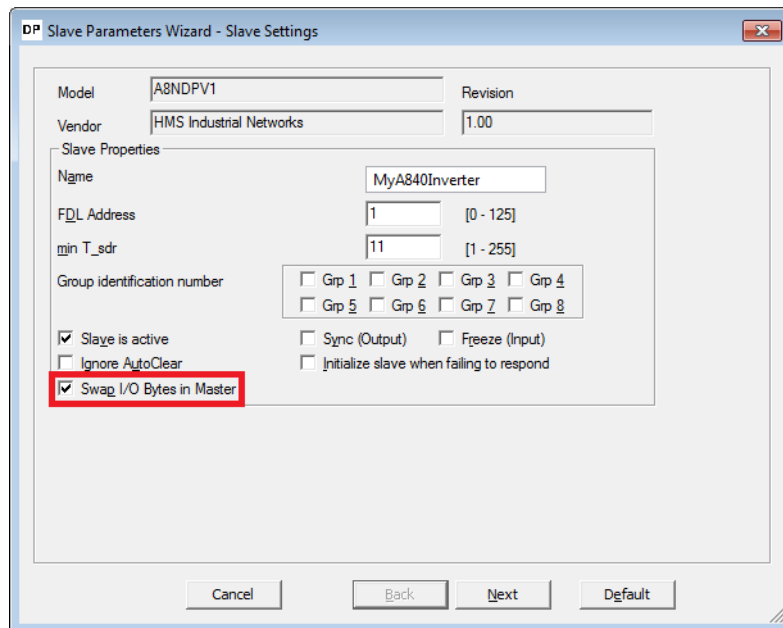 DP Slave Parameters Wizard - Slave Settings
Model A8NDPV1 Revision
Vendor HMS Industrial Networks 1.00
Slave Properties
Name MyA840Inverter
FDL Address 1 [0 - 125]
min T_sdr 11 [1 - 255]
Group identification number Grp 1 Grp 2 Grp 3 Grp 4
Grp 5 Grp 6 Grp 7 Grp 8
Slave is active Sync (Output) Freeze (Input)
Ignore AutoClear Initialize slave when failing to respond
Swap I/O Bytes in Master
Cancel Back Next Default